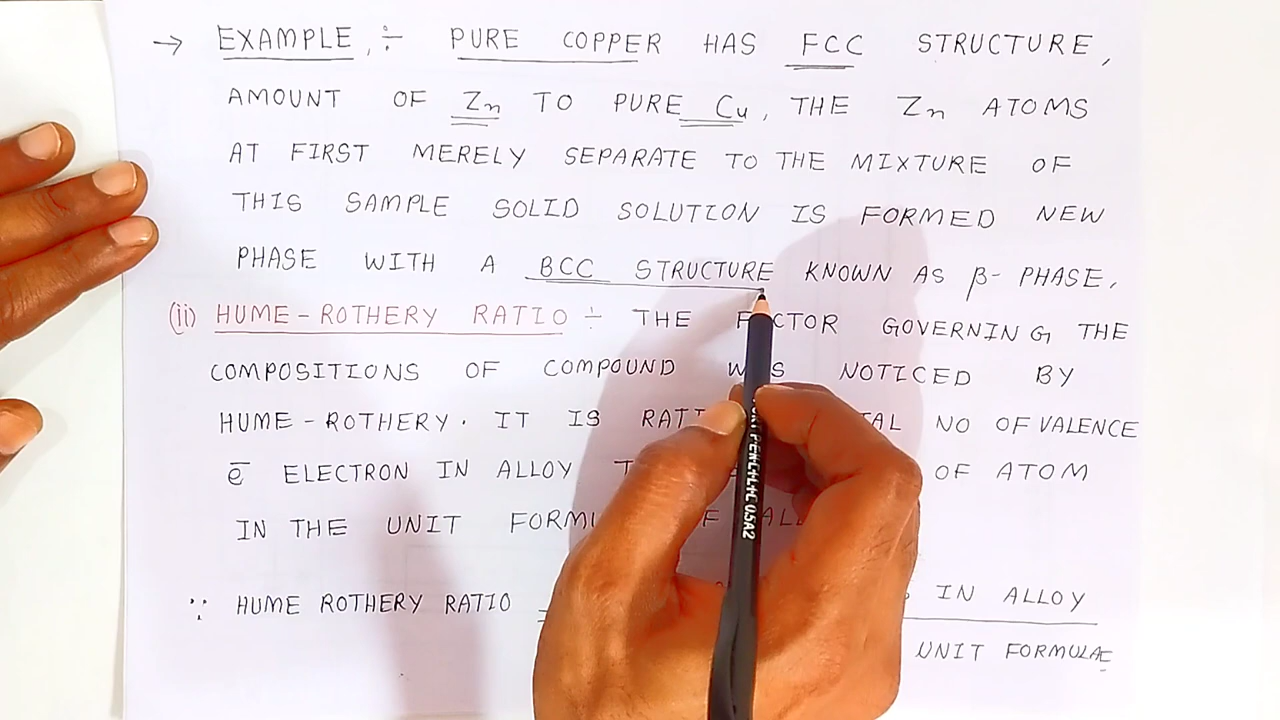 → EXAMPLE ÷ PURE COPPER HAS FCC STRUCTURE,
AMOUNT OF Zn TO PURE Cu, THE Zn ATOMS
AT FIRST MERELY SEPARATE TO THE MIXTURE OF
THIS SAMPLE SOLID SOLUTION IS FORMED NEW
PHASE WITH A BCC STRUCTURE KNOWN AS β- PHASE.
(ii) HUME-ROTHERY RATIO ÷ THE FACTOR GOVERNING THE
COMPOSITIONS OF COMPOUND WAS NOTICED BY
HUME-ROTHERY. IT IS NO OF VALENCE
e̅ ELECTRON IN ALLOY OF ATOM
IN THE UNIT
∵ HUME ROTHERY RATIO = IN ALLOY
UNIT FORMULAE